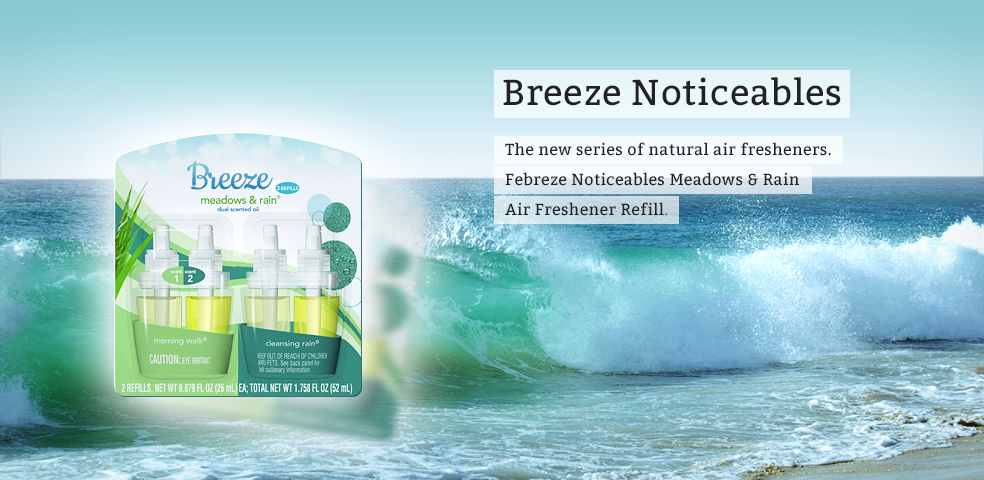 Breeze Noticeables
The new series of natural air fresheners.
Febreze Noticeables Meadows & Rain
Air Freshener Refill.
Breeze
2 REFILLS
meadows & rain®
dual scented oil
scent 1
scent 2
morning walk®
cleansing rain®
CAUTION: EYE IRRITANT
KEEP OUT OF REACH OF CHILDREN
AND PETS. See back panel for
full cautionary information.
2 REFILLS, NET WT 0.879 FL OZ (26 mL) EA; TOTAL NET WT 1.758 FL OZ (52 mL)